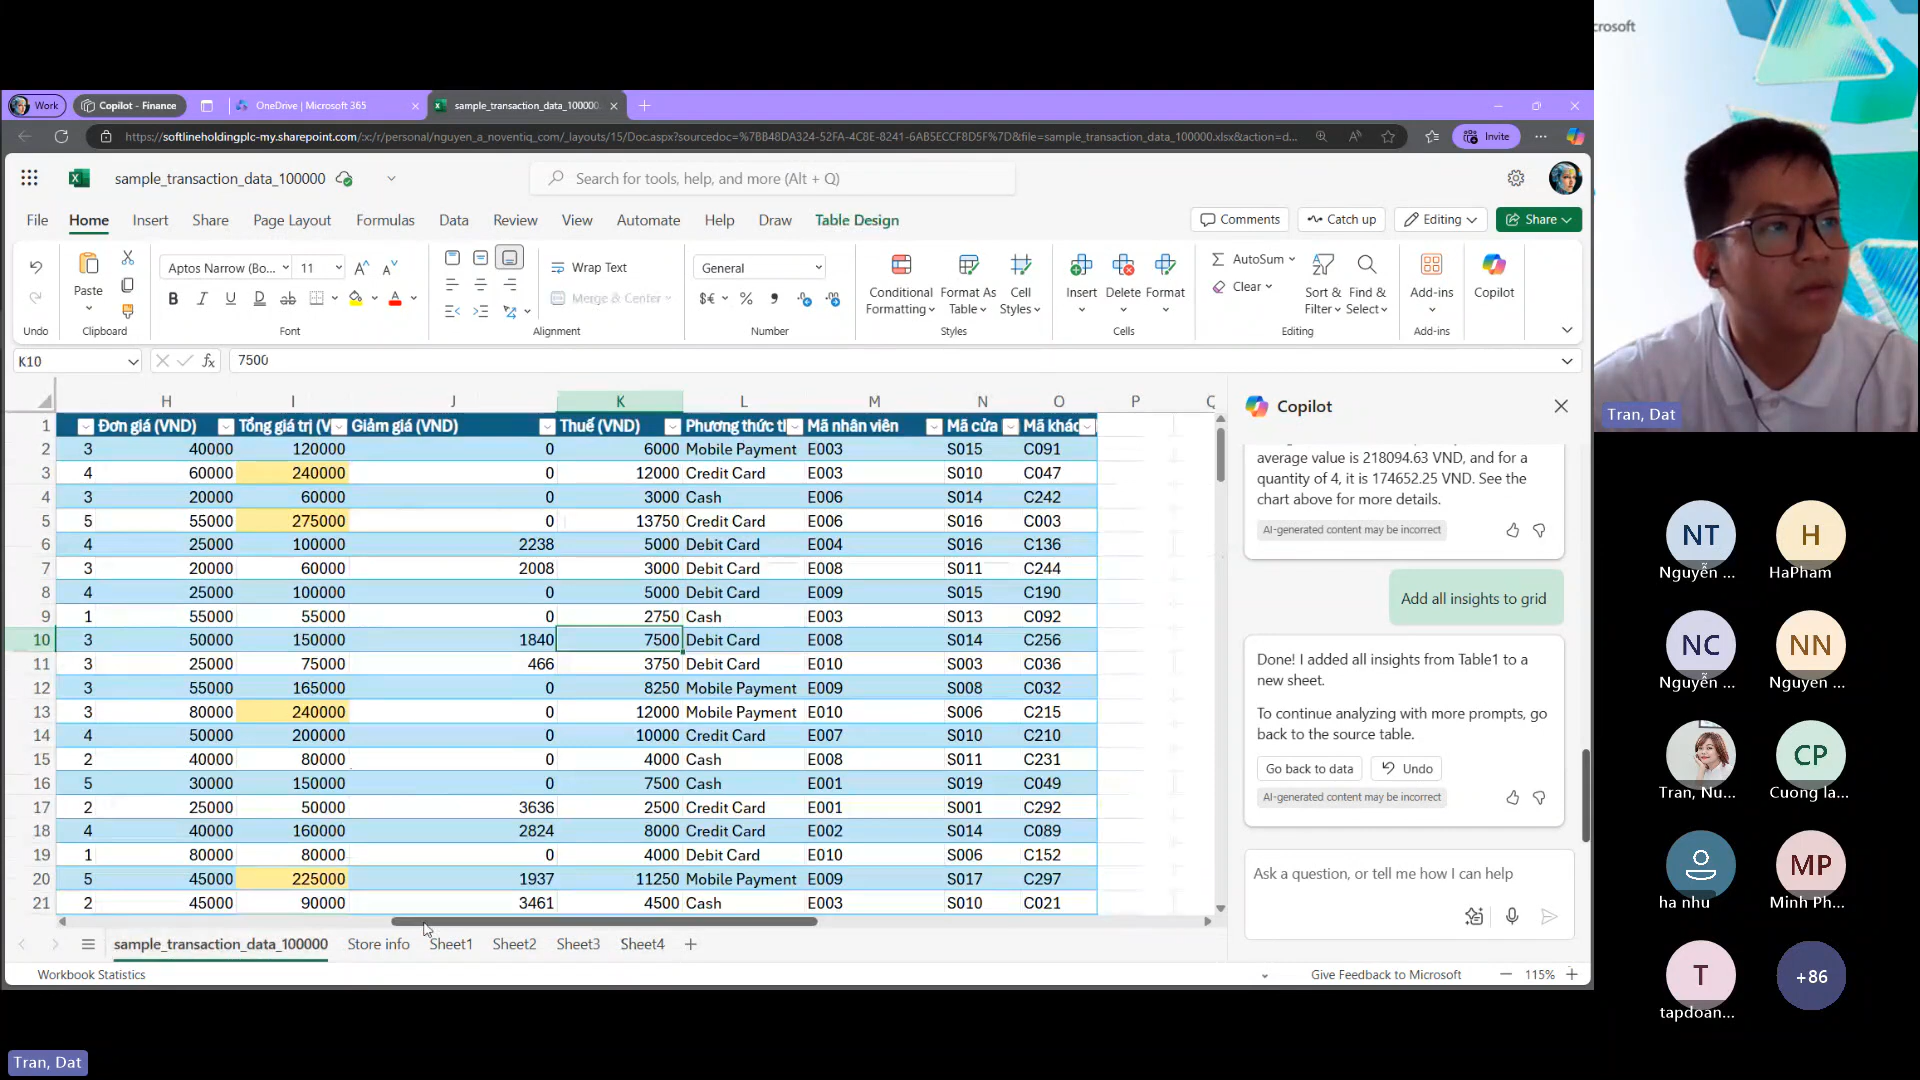 Work
Copilot - Finance
OneDrive | Microsoft 365
sample_transaction_data_100000.
https://softlineholdingplc-my.sharepoint.com/:x:/r/personal/nguyen_a_noventiq_com/_layouts/15/Doc.aspx?sourcedoc=%7BB48DA324-52FA-4C8E-8241-6AB5ECCF8D5F%7D&file=sample_transaction_data_100000.xlsx&action=d...
Invite
sample_transaction_data_100000
Search for tools, help, and more (Alt + Q)
File Home Insert Share Page Layout Formulas Data Review View Automate Help Draw Table Design
Comments Catch up Editing Share
Paste
Aptos Narrow (Bo... 11
Wrap Text
Merge & Center
General
Conditional Formatting
Format As Table
Cell Styles
Insert Delete Format
AutoSum
Clear
Sort & Filter
Find & Select
Add-ins
Copilot
Undo Clipboard Font Alignment Number Styles Cells Editing Add-ins
K10 fx 7500
H I J K L M N O P Q
1 Đơn giá (VND) Tổng giá trị (V Giảm giá (VND) Thuế (VND) Phương thức ti Mã nhân viên Mã cửa Mã khác
2 3 40000 120000 0 6000 Mobile Payment E003 S015 C091
3 4 60000 240000 0 12000 Credit Card E003 S010 C047
4 3 20000 60000 0 3000 Cash E006 S014 C242
5 5 55000 275000 0 13750 Credit Card E006 S016 C003
6 4 25000 100000 2238 5000 Debit Card E004 S016 C136
7 3 20000 60000 2008 3000 Debit Card E008 S011 C244
8 4 25000 100000 0 5000 Debit Card E009 S015 C190
9 1 55000 55000 0 2750 Cash E003 S013 C092
10 3 50000 150000 1840 7500 Debit Card E008 S014 C256
11 3 25000 75000 466 3750 Debit Card E010 S003 C036
12 3 55000 165000 0 8250 Mobile Payment E009 S008 C032
13 3 80000 240000 0 12000 Mobile Payment E010 S006 C215
14 4 50000 200000 0 10000 Credit Card E007 S010 C210
15 2 40000 80000 0 4000 Cash E008 S011 C231
16 5 30000 150000 0 7500 Cash E001 S019 C049
17 2 25000 50000 3636 2500 Credit Card E001 S001 C292
18 4 40000 160000 2824 8000 Credit Card E002 S014 C089
19 1 80000 80000 0 4000 Debit Card E010 S006 C152
20 5 45000 225000 1937 11250 Mobile Payment E009 S017 C297
21 2 45000 90000 3461 4500 Cash E003 S010 C021
sample_transaction_data_100000 Store info Sheet1 Sheet2 Sheet3 Sheet4
Workbook Statistics
Give Feedback to Microsoft
115%
Copilot
average value is 218094.63 VND, and for a
quantity of 4, it is 174652.25 VND. See the
chart above for more details.
AI-generated content may be incorrect
Add all insights to grid
Done! I added all insights from Table1 to a
new sheet.
To continue analyzing with more prompts, go
back to the source table.
Go back to data
Undo
AI-generated content may be incorrect
Ask a question, or tell me how I can help
crosoft
Tran, Dat
NT H
Nguyễn ... HaPham
NC NN
Nguyễn ... Nguyen ...
CP
Tran, Nu... Cuong la...
MP
ha nhu Minh Ph...
T +86
tapdoan...
Tran, Dat